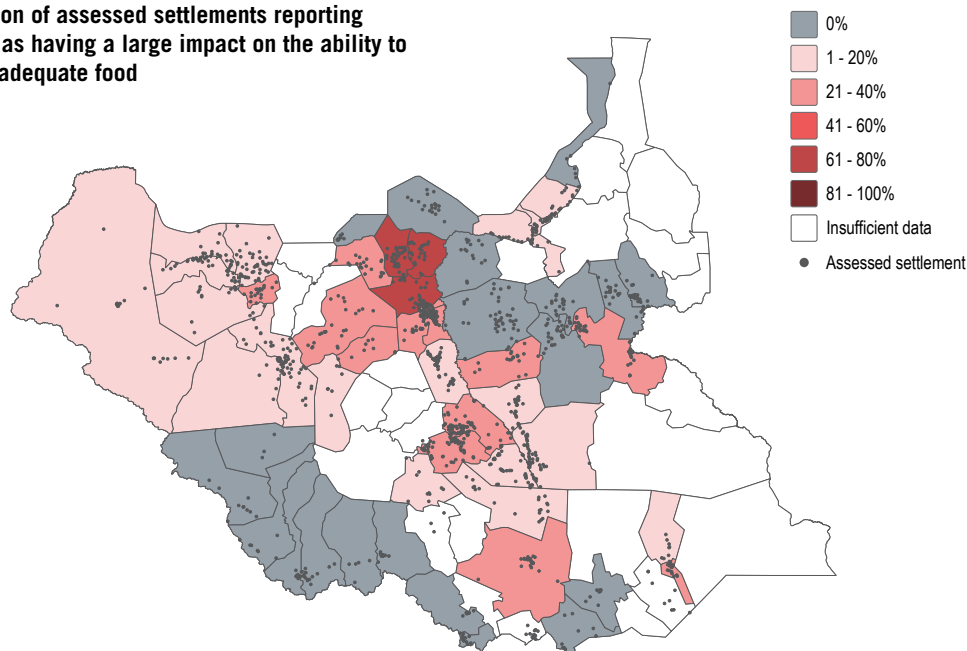 ion of assessed settlements reporting
as having a large impact on the ability to
adequate food
0%
1 - 20%
21 - 40%
41 - 60%
61 - 80%
81 - 100%
Insufficient data
Assessed settlement